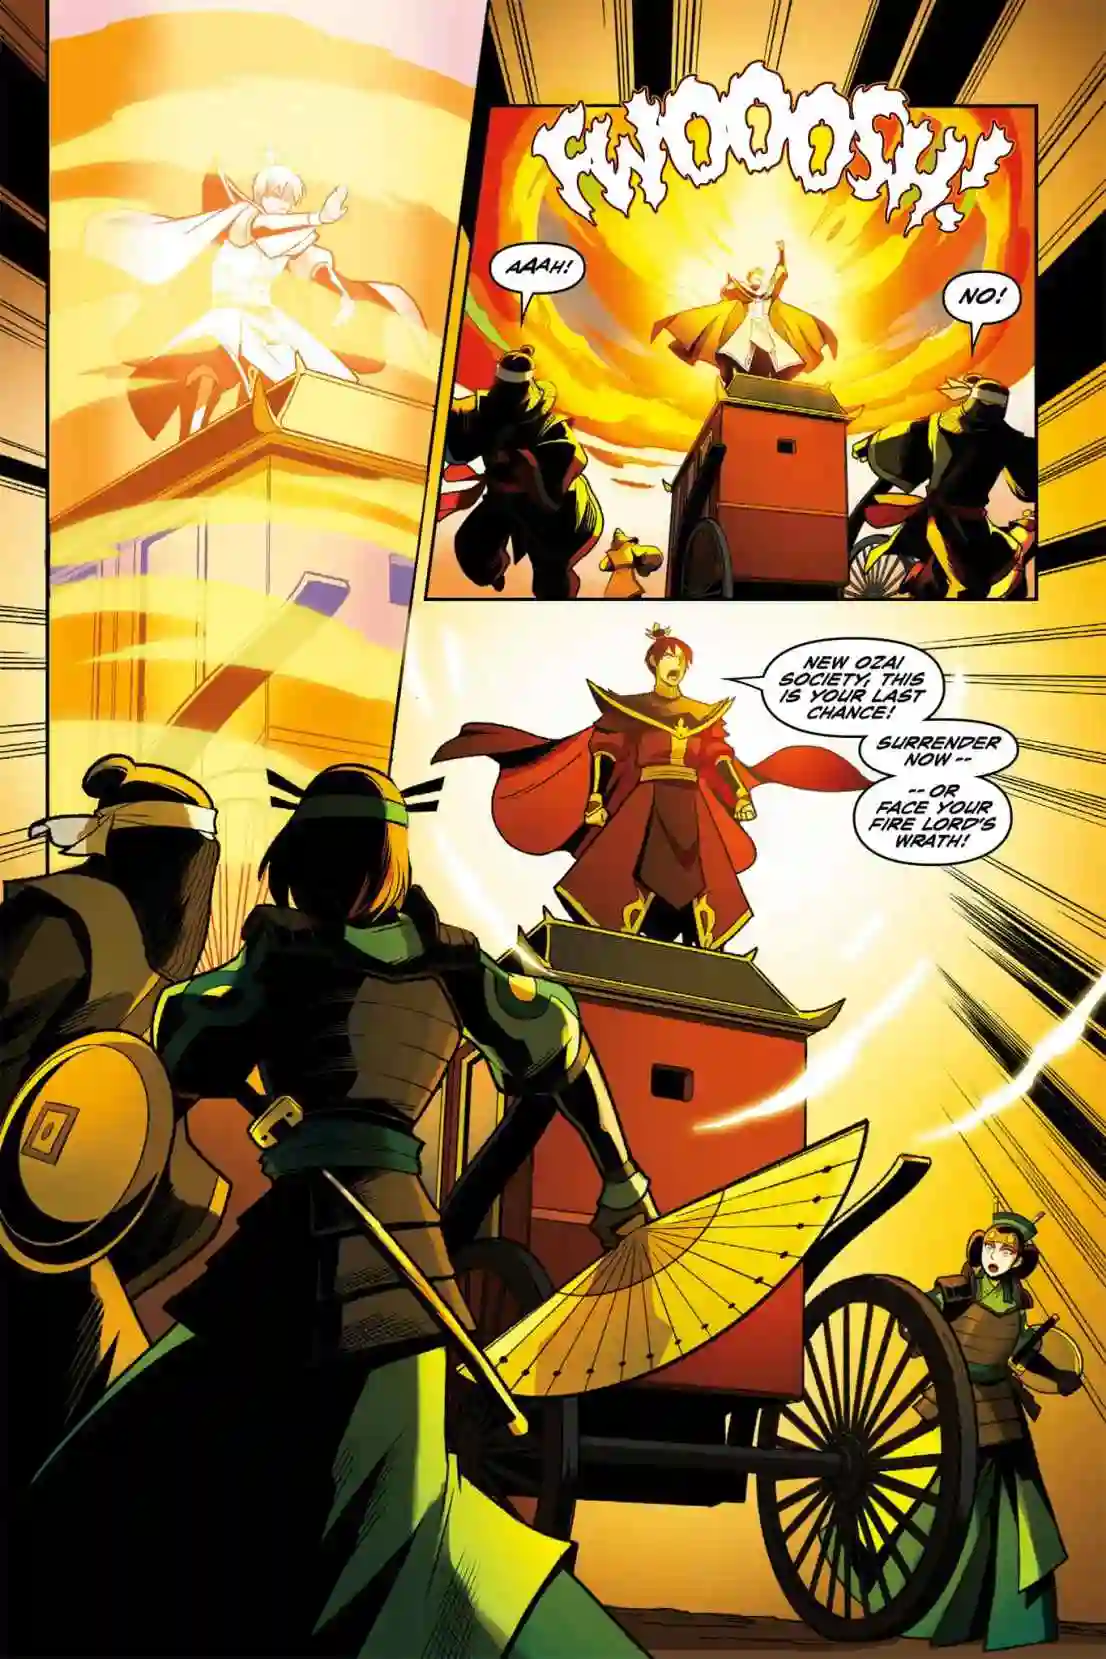 FWOOOSH!
AAAH!
NO!
NEW OZAI
SOCIETY, THIS
IS YOUR LAST
CHANCE!
SURRENDER
NOW --
-- OR
FACE YOUR
FIRE LORD'S
WRATH!